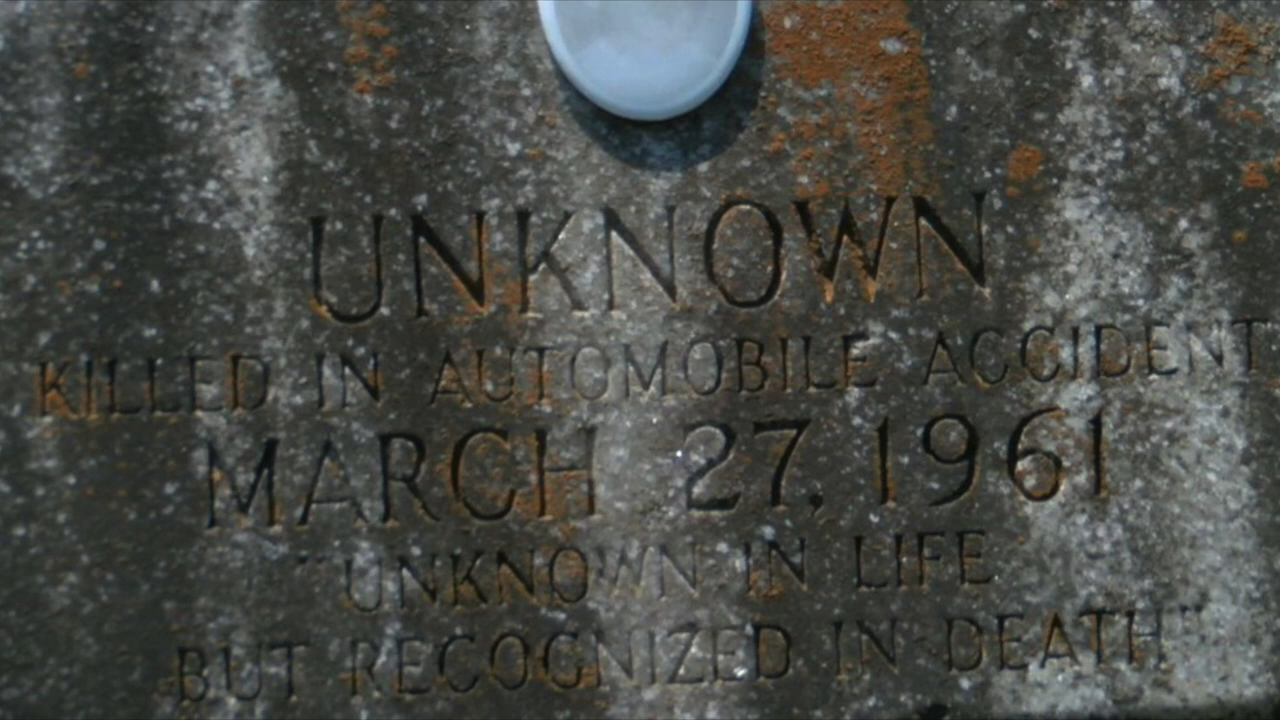 UNKNOWN
KILLED IN AUTOMOBILE ACCIDENT
MARCH 27, 1961
"UNKNOWN IN LIFE
BUT RECOGNIZED IN DEATH"